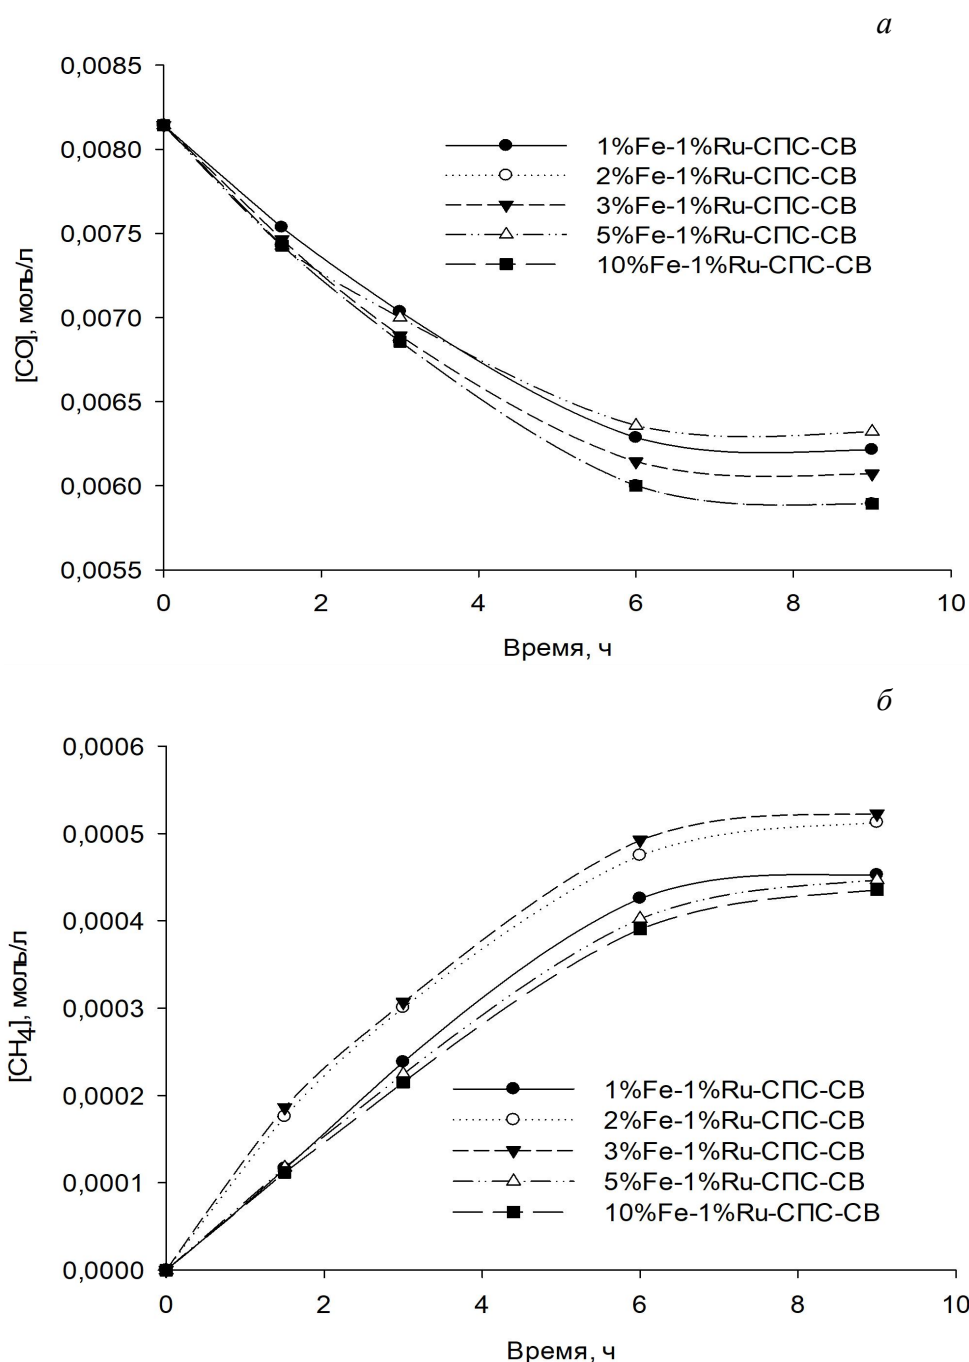 а
0,0085
0,0080
0,0075
0,0070
0,0065
0,0060
0,0055
[CO], моль/л
1%Fe-1%Ru-СПС-СВ
2%Fe-1%Ru-СПС-СВ
3%Fe-1%Ru-СПС-СВ
5%Fe-1%Ru-СПС-СВ
10%Fe-1%Ru-СПС-СВ
0 2 4 6 8 10
Время, ч
б
0,0006
0,0005
0,0004
0,0003
0,0002
0,0001
0,0000
[CH4], моль/л
1%Fe-1%Ru-СПС-СВ
2%Fe-1%Ru-СПС-СВ
3%Fe-1%Ru-СПС-СВ
5%Fe-1%Ru-СПС-СВ
10%Fe-1%Ru-СПС-СВ
0 2 4 6 8 10
Время, ч